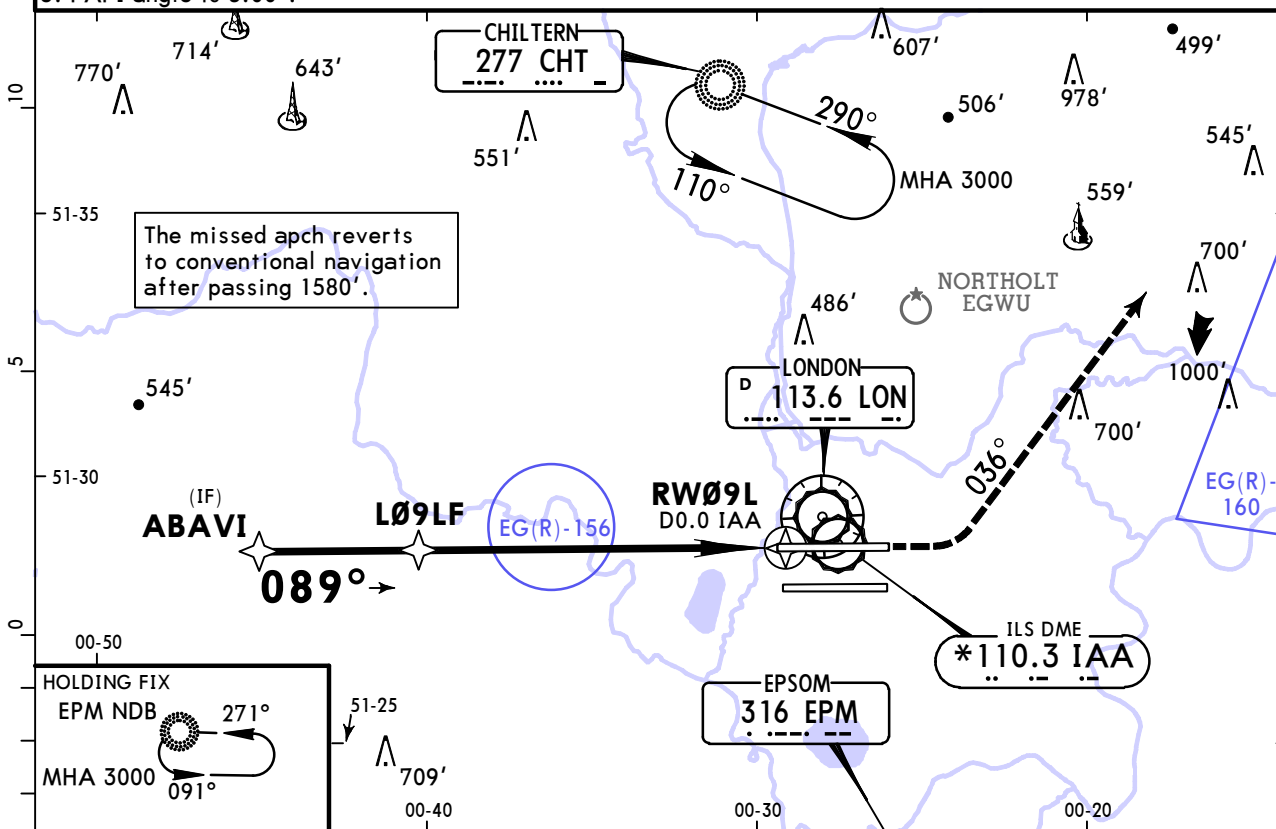 CHILTERN
277 CHT
714'
770'
643'
551'
607'
499'
978'
506'
545'
290°
110°
MHA 3000
559'
10
51-35
The missed apch reverts
to conventional navigation
after passing 1580'.
NORTHOLT
EGWU
700'
486'
5
545'
LONDON
D 113.6 LON
1000'
700'
036°
51-30
(IF)
ABAVI
LØ9LF
EG(R)-156
RWØ9L
D0.0 IAA
EG(R)-
160
089°
0
00-50
ILS DME
*110.3 IAA
HOLDING FIX
EPM NDB
271°
MHA 3000
091°
51-25
709'
EPSOM
316 EPM
00-40
00-30
00-20